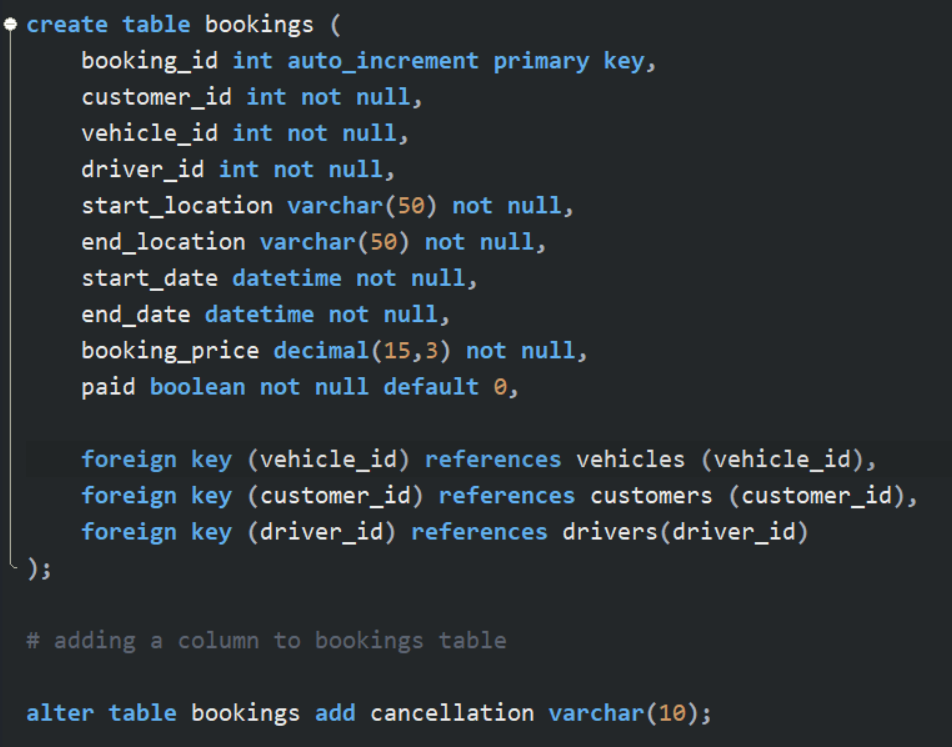 create table bookings (
    booking_id int auto_increment primary key,
    customer_id int not null,
    vehicle_id int not null,
    driver_id int not null,
    start_location varchar(50) not null,
    end_location varchar(50) not null,
    start_date datetime not null,
    end_date datetime not null,
    booking_price decimal(15,3) not null,
    paid boolean not null default 0,

    foreign key (vehicle_id) references vehicles (vehicle_id),
    foreign key (customer_id) references customers (customer_id),
    foreign key (driver_id) references drivers(driver_id)
);

# adding a column to bookings table

alter table bookings add cancellation varchar(10);